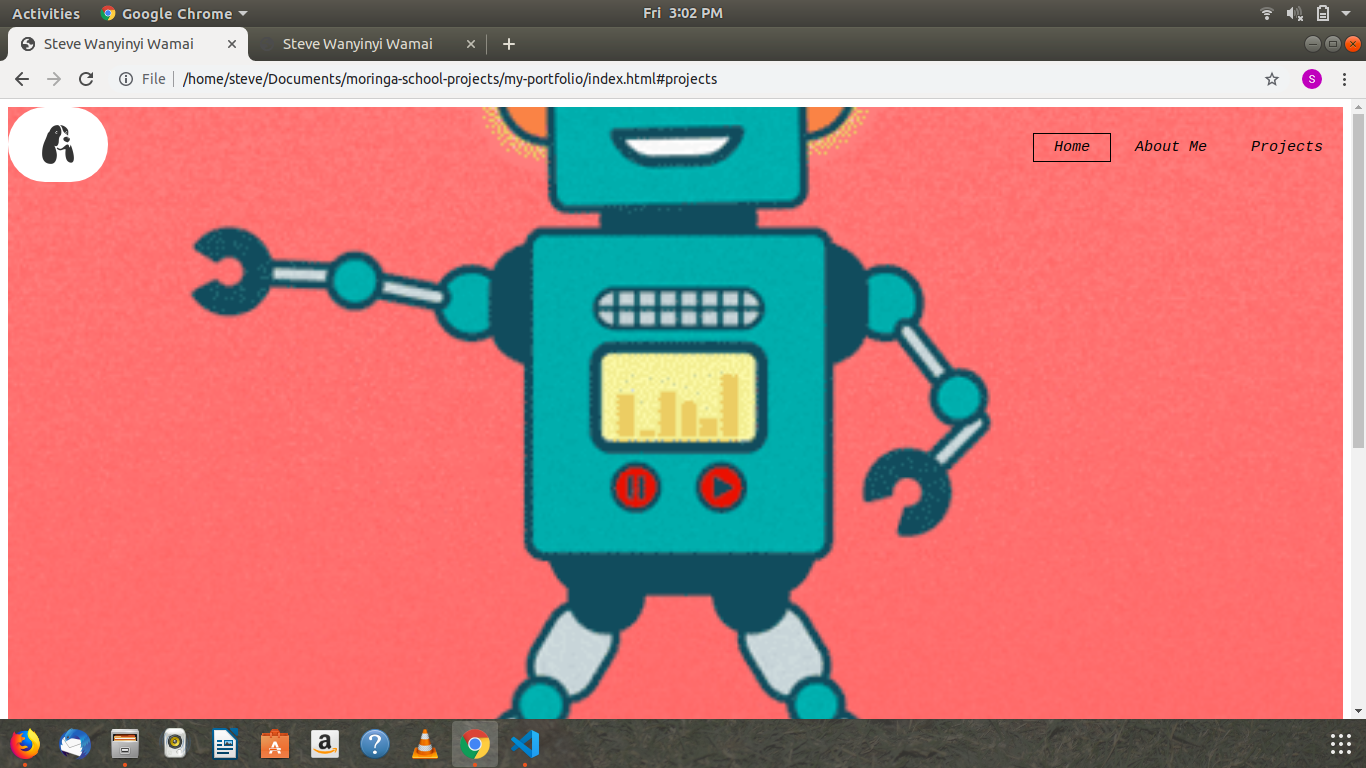 Activities Google Chrome Fri 3:02 PM
Steve Wanyinyi Wamai Steve Wanyinyi Wamai
File /home/steve/Documents/moringa-school-projects/my-portfolio/index.html#projects S
Home About Me Projects